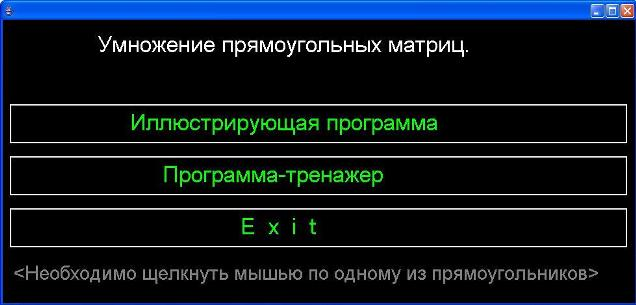 Умножение прямоугольных матриц.
Иллюстрирующая программа
Программа-тренажер
E x i t
<Необходимо щелкнуть мышью по одному из прямоугольников>